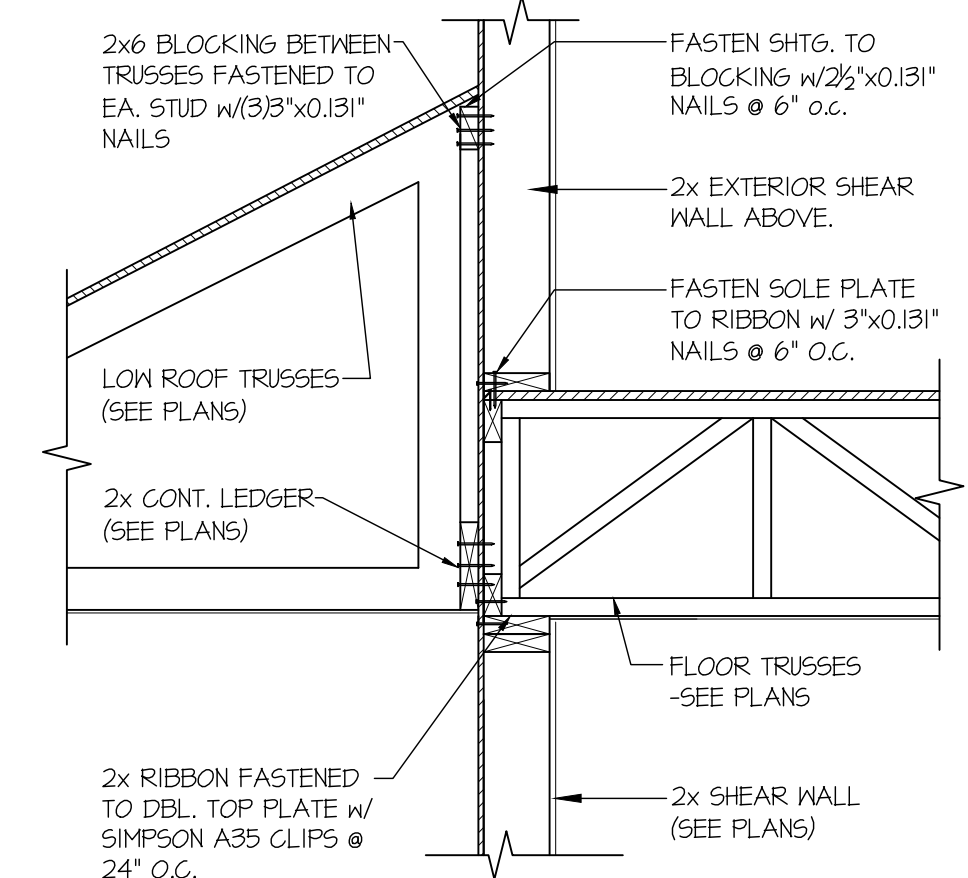 2x6 BLOCKING BETWEEN
TRUSSES FASTENED TO
EA. STUD w/(3)3"x0.131"
NAILS
FASTEN SHTG. TO
BLOCKING w/2½"x0.131"
NAILS @ 6" o.c.
2x EXTERIOR SHEAR
WALL ABOVE.
FASTEN SOLE PLATE
TO RIBBON w/ 3"x0.131"
NAILS @ 6" O.C.
LOW ROOF TRUSSES
(SEE PLANS)
2x CONT. LEDGER
(SEE PLANS)
FLOOR TRUSSES
-SEE PLANS
2x RIBBON FASTENED
TO DBL. TOP PLATE w/
SIMPSON A35 CLIPS @
24" O.C.
2x SHEAR WALL
(SEE PLANS)